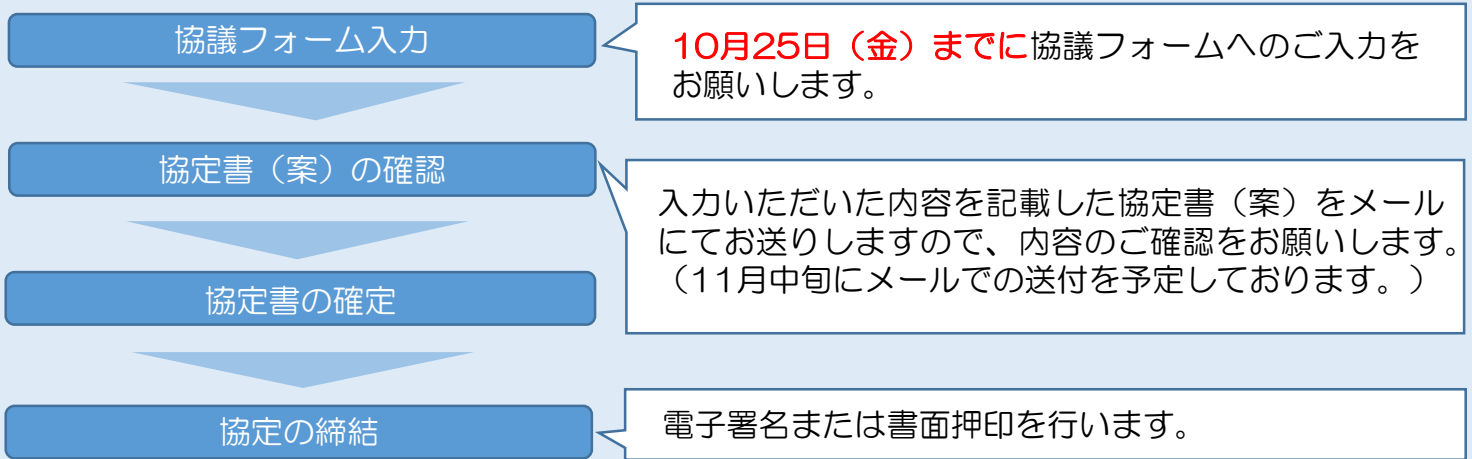 協議フォーム入力
10月25日（金）までに協議フォームへのご入力を
お願いします。
協定書（案）の確認
入力いただいた内容を記載した協定書（案）をメール
にてお送りしますので、内容のご確認をお願いします。
（11月中旬にメールでの送付を予定しております。）
協定書の確定
協定の締結
電子署名または書面押印を行います。